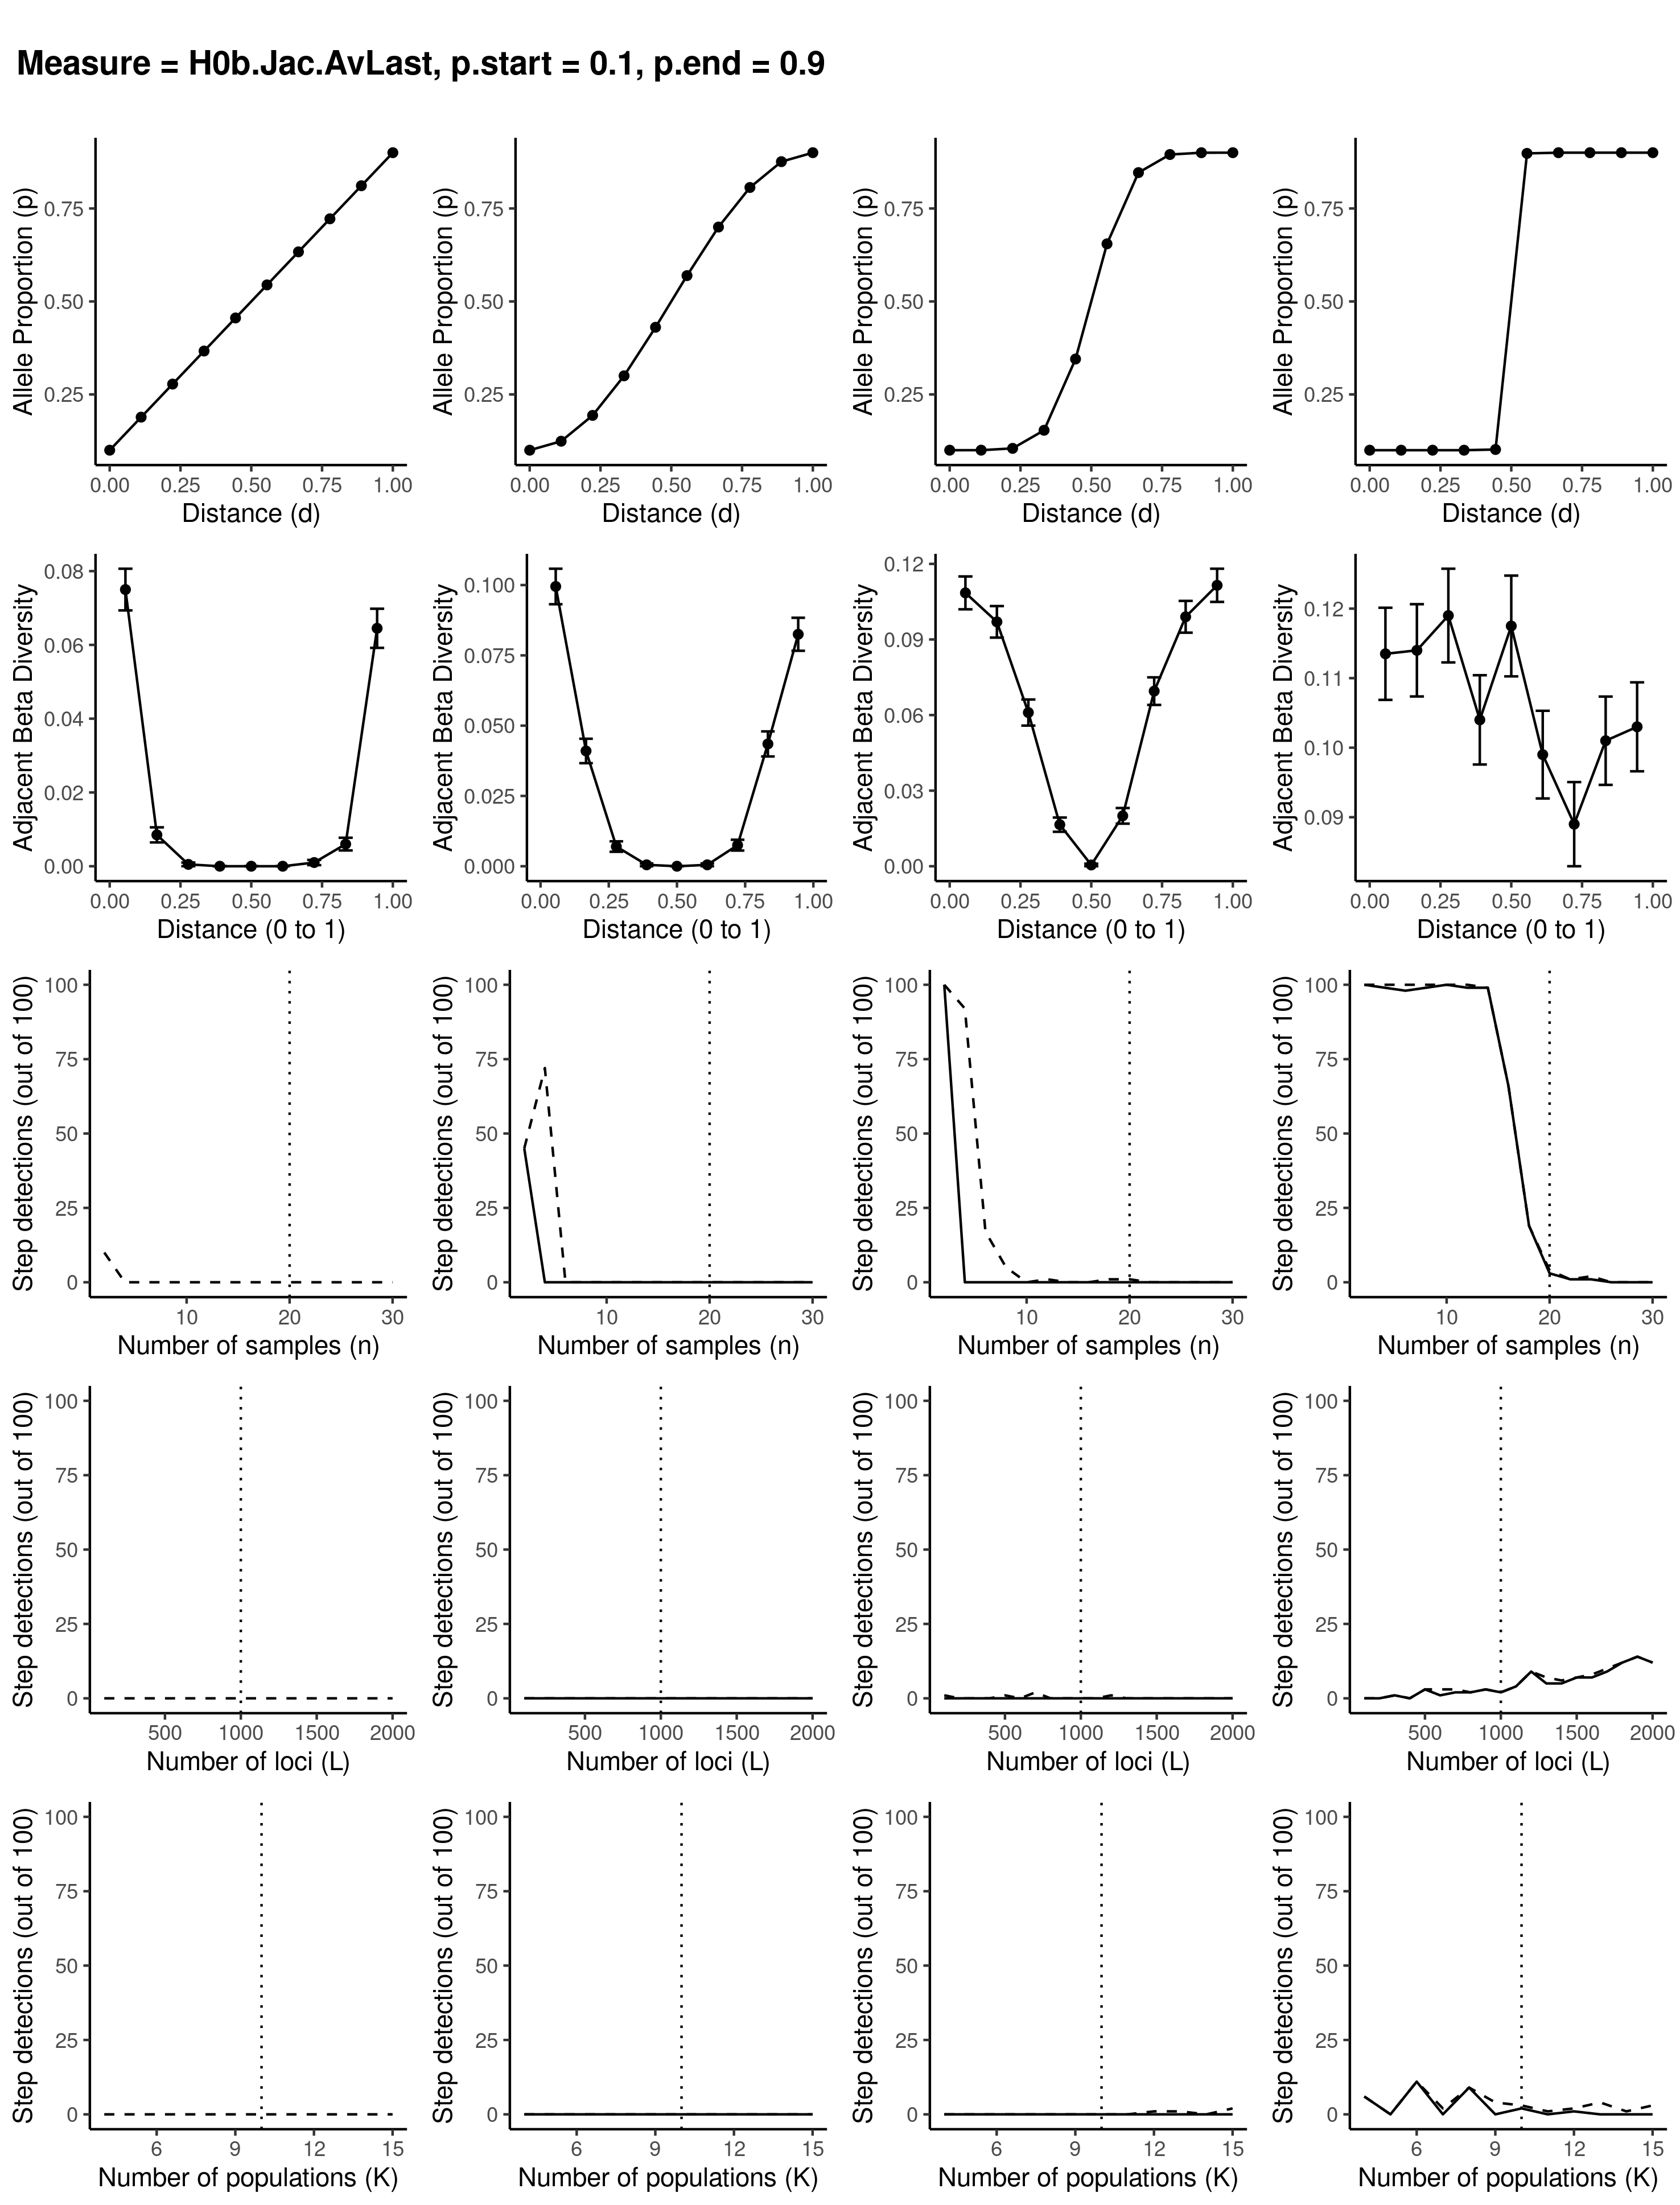 Measure = H0b.Jac.AvLast, p.start = 0.1, p.end = 0.9
Allele Proportion (p)
0.75
0.50
0.25
0.00 0.25 0.50 0.75 1.00
Distance (d)
Allele Proportion (p)
0.75
0.50
0.25
0.00 0.25 0.50 0.75 1.00
Distance (d)
Allele Proportion (p)
0.75
0.50
0.25
0.00 0.25 0.50 0.75 1.00
Distance (d)
Allele Proportion (p)
0.75
0.50
0.25
0.00 0.25 0.50 0.75 1.00
Distance (d)
Adjacent Beta Diversity
0.08
0.06
0.04
0.02
0.00
0.00 0.25 0.50 0.75 1.00
Distance (0 to 1)
Adjacent Beta Diversity
0.100
0.075
0.050
0.025
0.000
0.00 0.25 0.50 0.75 1.00
Distance (0 to 1)
Adjacent Beta Diversity
0.12
0.09
0.06
0.03
0.00
0.00 0.25 0.50 0.75 1.00
Distance (0 to 1)
Adjacent Beta Diversity
0.12
0.11
0.10
0.09
0.00 0.25 0.50 0.75 1.00
Distance (0 to 1)
Step detections (out of 100)
100
75
50
25
0
10 20 30
Number of samples (n)
Step detections (out of 100)
100
75
50
25
0
10 20 30
Number of samples (n)
Step detections (out of 100)
100
75
50
25
0
10 20 30
Number of samples (n)
Step detections (out of 100)
100
75
50
25
0
10 20 30
Number of samples (n)
Step detections (out of 100)
100
75
50
25
0
500 1000 1500 2000
Number of loci (L)
Step detections (out of 100)
100
75
50
25
0
500 1000 1500 2000
Number of loci (L)
Step detections (out of 100)
100
75
50
25
0
500 1000 1500 2000
Number of loci (L)
Step detections (out of 100)
100
75
50
25
0
500 1000 1500 2000
Number of loci (L)
Step detections (out of 100)
100
75
50
25
0
6 9 12 15
Number of populations (K)
Step detections (out of 100)
100
75
50
25
0
6 9 12 15
Number of populations (K)
Step detections (out of 100)
100
75
50
25
0
6 9 12 15
Number of populations (K)
Step detections (out of 100)
100
75
50
25
0
6 9 12 15
Number of populations (K)